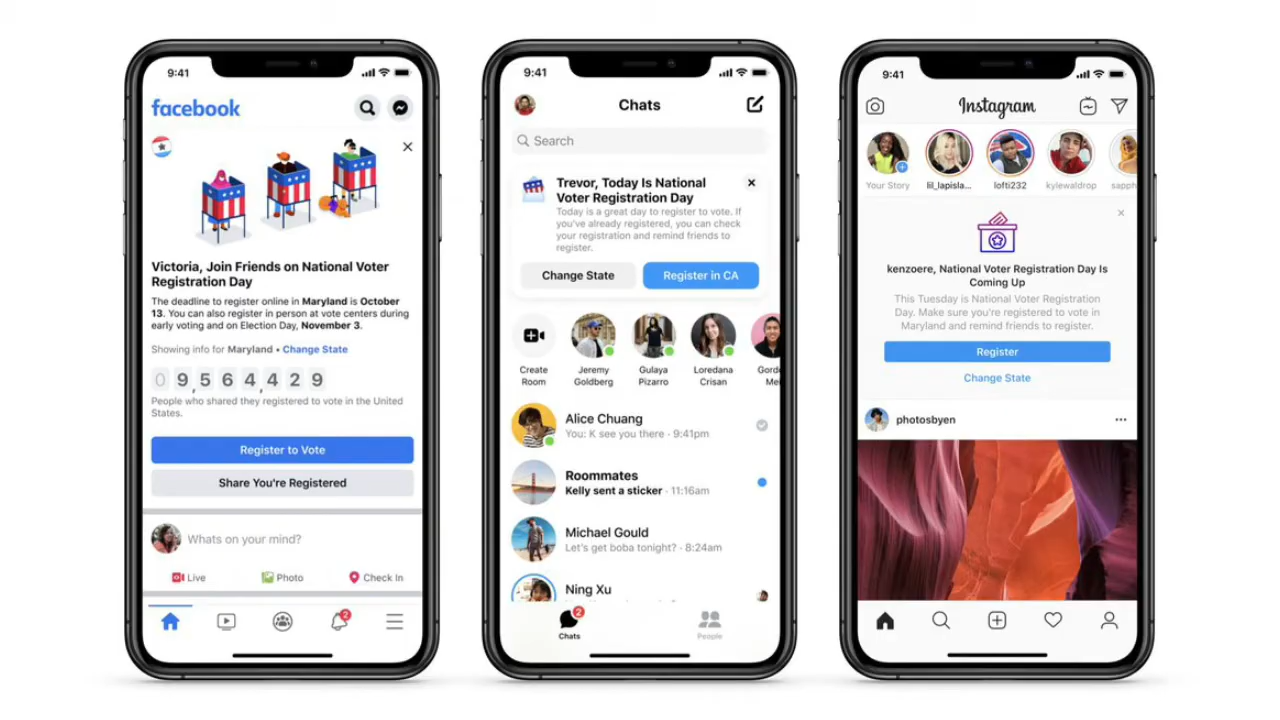 9:41
facebook
Victoria, Join Friends on National Voter
Registration Day
The deadline to register online in Maryland is October
13. You can also register in person at vote centers during
early voting and on Election Day, November 3.
Showing info for Maryland • Change State
09,564,429
People who shared they registered to vote in the United
States.
Register to Vote
Share You're Registered
Whats on your mind?
Live
Photo
Check In
2
9:41
Chats
Search
Trevor, Today Is National
Voter Registration Day
Today is a great day to register to vote. If
you've already registered, you can check
your registration and remind friends to
register.
Change State
Register in CA
Create
Room
Jeremy
Goldberg
Gulaya
Pizarro
Loredana
Crisan
Gord
Me
Alice Chuang
You: K see you there · 9:41pm
Roommates
Kelly sent a sticker · 11:16am
Michael Gould
Let's get boba tonight? · 8:24am
Ning Xu
2
Chats
People
9:41
Instagram
Your Story
lil_lapisla...
lofti232
kylewaldrop
sapph
kenzoere, National Voter Registration Day Is
Coming Up
This Tuesday is National Voter Registration
Day. Make sure you're registered to vote in
Maryland and remind friends to register.
Register
Change State
photosbyen